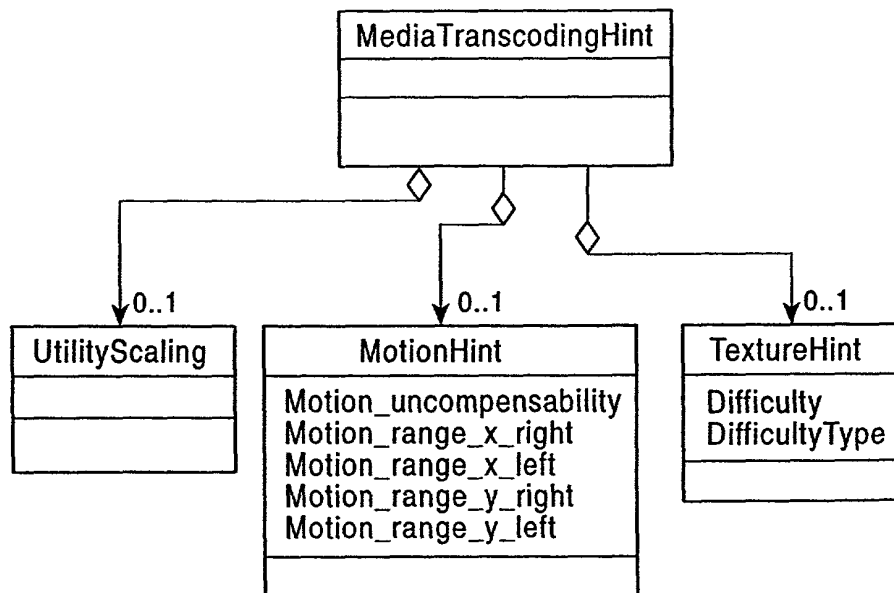 MediaTranscodingHint
0..1
0..1
0..1
UtilityScaling
MotionHint
TextureHint
Motion_uncompensability
Motion_range_x_right
Motion_range_x_left
Motion_range_y_right
Motion_range_y_left
Difficulty
DifficultyType